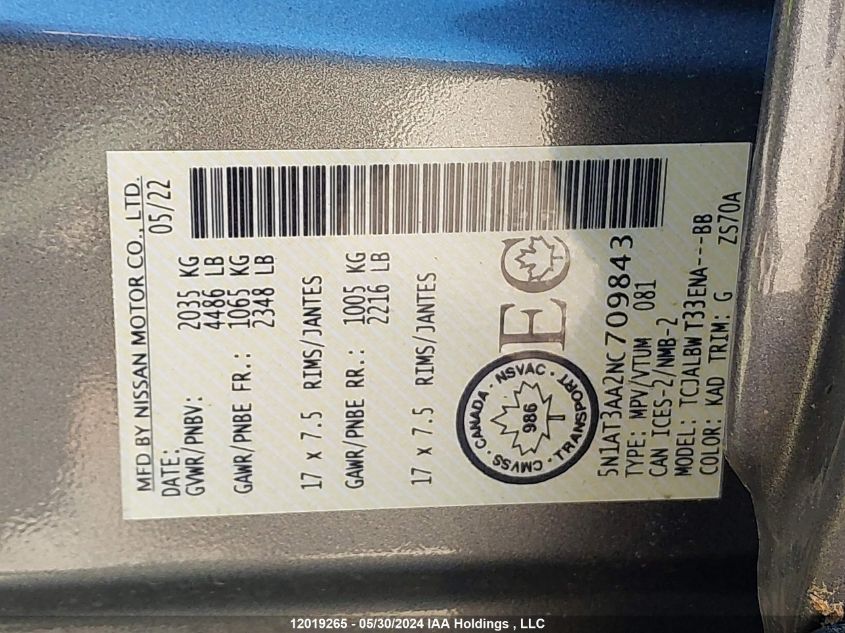 MFD BY NISSAN MOTOR CO., LTD.
DATE: 05/22
GVWR/PNBV: 2035 KG
4486 LB
GAWR/PNBE FR.: 1065 KG
2348 LB
17 x 7.5 RIMS/JANTES
GAWR/PNBE RR.: 1005 KG
2216 LB
17 x 7.5 RIMS/JANTES
CANADA · NSVAC · TRANSPORT · CMVSS ·
986
EC
5N1AT3AA2NC709843
TYPE: MPV/VTUM 081
CAN ICES-2/NMB-2
MODEL: TCJALBW T33ENA---BB
COLOR: KAD TRIM: G ZS70A
12019265 - 05/30/2024 IAA Holdings , LLC